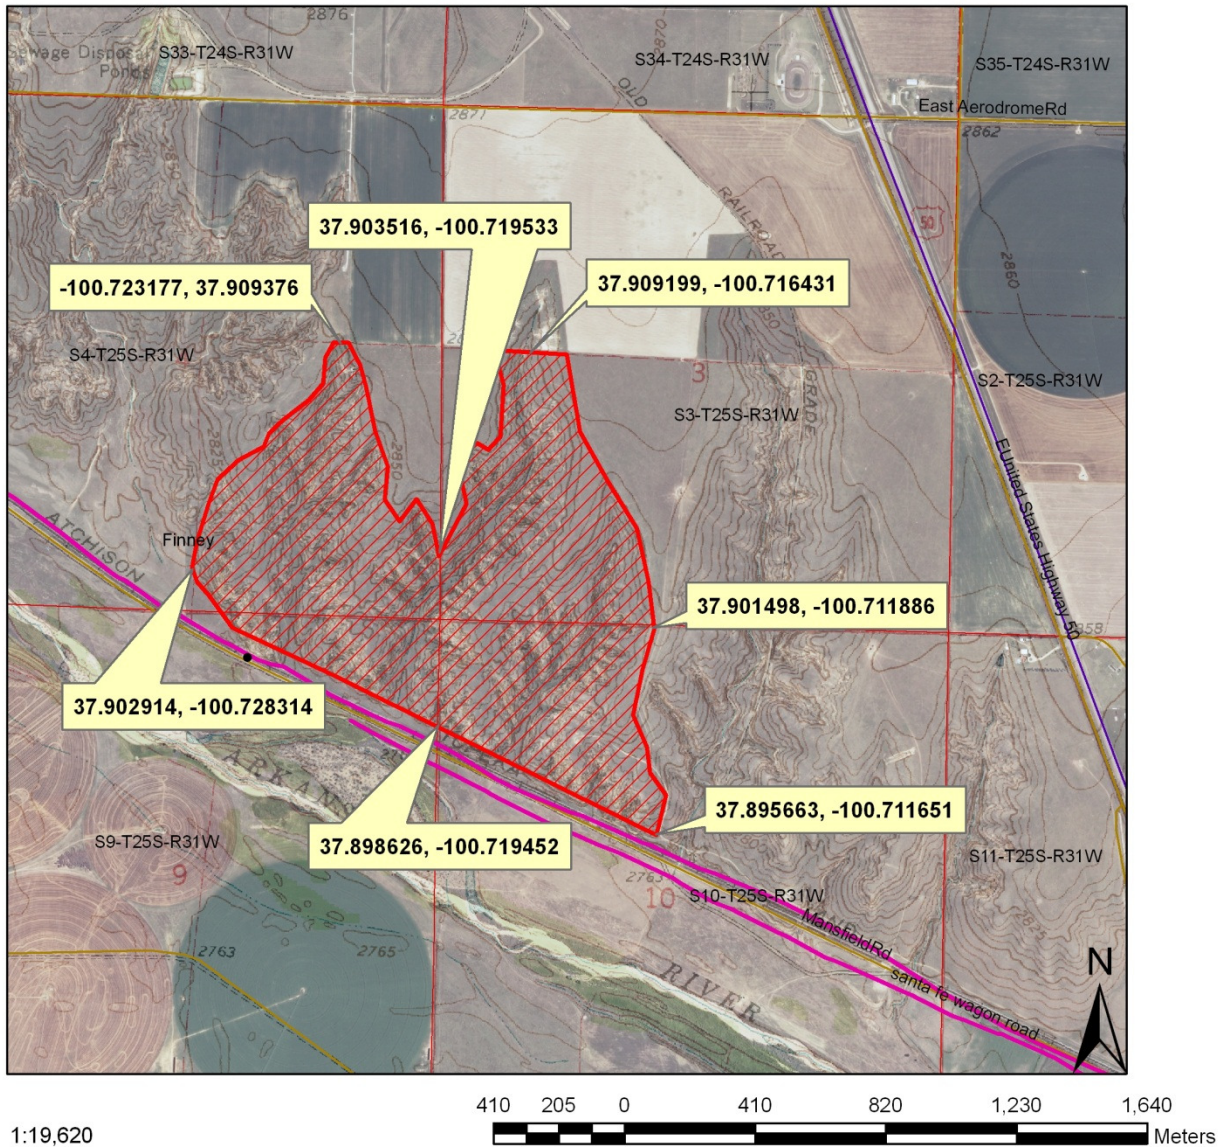 2876
Sewage Disposal
Ponds
S33-T24S-R31W
2870
S34-T24S-R31W
S35-T24S-R31W
OLD
East AerodromeRd
2871
2862
RAILROAD
50
37.903516, -100.719533
-100.723177, 37.909376
37.909199, -100.716431
2860
2850
S4-T25S-R31W
3
S2-T25S-R31W
S3-T25S-R31W
GRADE
2825
2850
EUnited States Highway 50
ATCHISON
Finney
37.901498, -100.711886
2858
37.902914, -100.728314
TOPEKA
ARKANSAS
37.895663, -100.711651
S9-T25S-R31W
9
37.898626, -100.719452
2763
10
S10-T25S-R31W
S11-T25S-R31W
2825
MansfieldRd
2763
2765
RIVER
santa fe wagon road
N
410 205 0 410 820 1,230 1,640
1:19,620
Meters